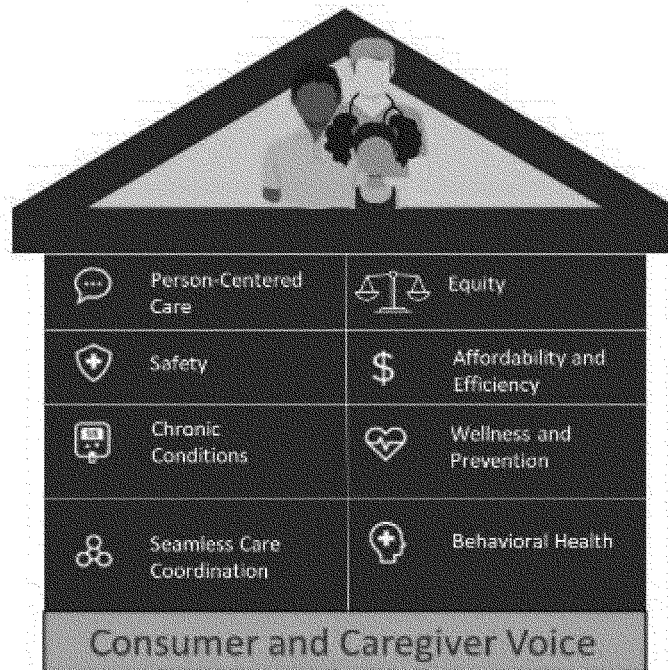 Person-Centered
Care
Equity
Safety
$
Affordability and
Efficiency
Chronic
Conditions
Wellness and
Prevention
Seamless Care
Coordination
Behavioral Health
Consumer and Caregiver Voice